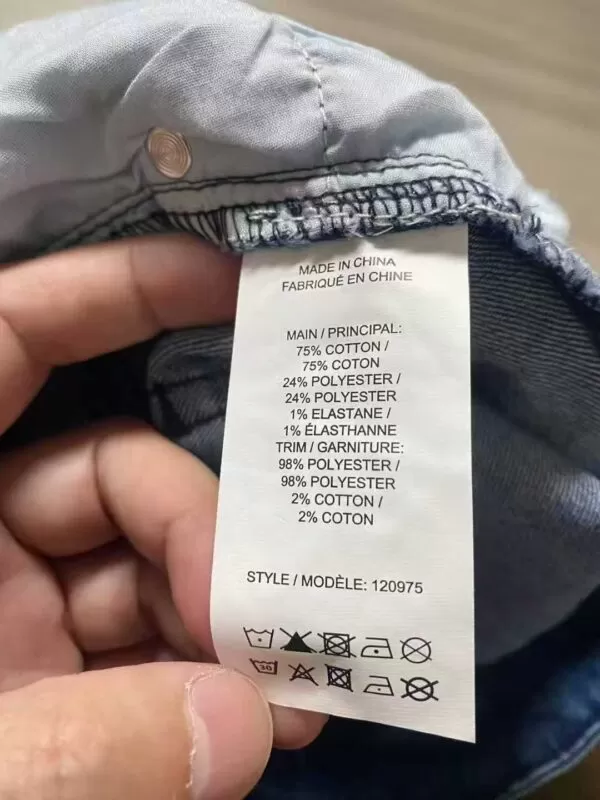 MADE IN CHINA
FABRIQUÉ EN CHINE
MAIN / PRINCIPAL:
75% COTTON /
75% COTON
24% POLYESTER /
24% POLYESTER
1% ELASTANE /
1% ÉLASTHANNE
TRIM / GARNITURE:
98% POLYESTER /
98% POLYESTER
2% COTTON /
2% COTON
STYLE / MODÈLE: 120975
30